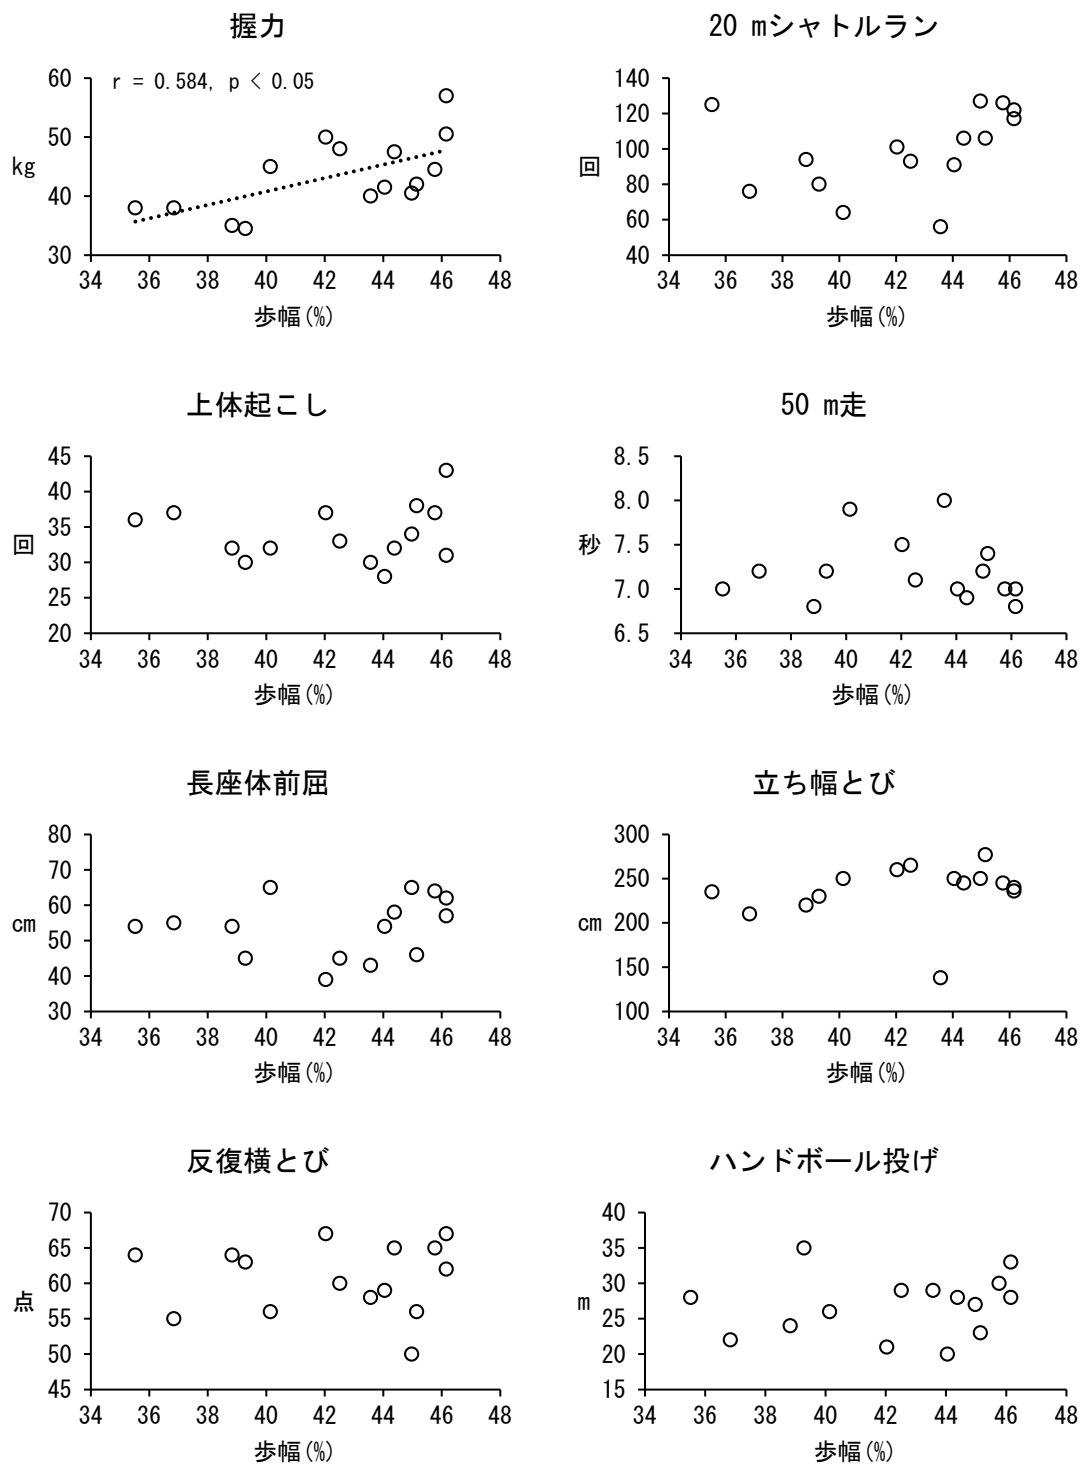 握力
r = 0.584, p < 0.05
60
50
kg
40
30
34 36 38 40 42 44 46 48
歩幅(%)
20 mシャトルラン
140
120
100
回
80
60
40
34 36 38 40 42 44 46 48
歩幅(%)
上体起こし
45
40
35
回
30
25
20
34 36 38 40 42 44 46 48
歩幅(%)
50 m走
8.5
8.0
7.5
秒
7.0
6.5
34 36 38 40 42 44 46 48
歩幅(%)
長座体前屈
80
70
60
cm
50
40
30
34 36 38 40 42 44 46 48
歩幅(%)
立ち幅とび
300
250
cm
200
150
100
34 36 38 40 42 44 46 48
歩幅(%)
反復横とび
70
65
60
点
55
50
45
34 36 38 40 42 44 46 48
歩幅(%)
ハンドボール投げ
40
35
30
m
25
20
15
34 36 38 40 42 44 46 48
歩幅(%)